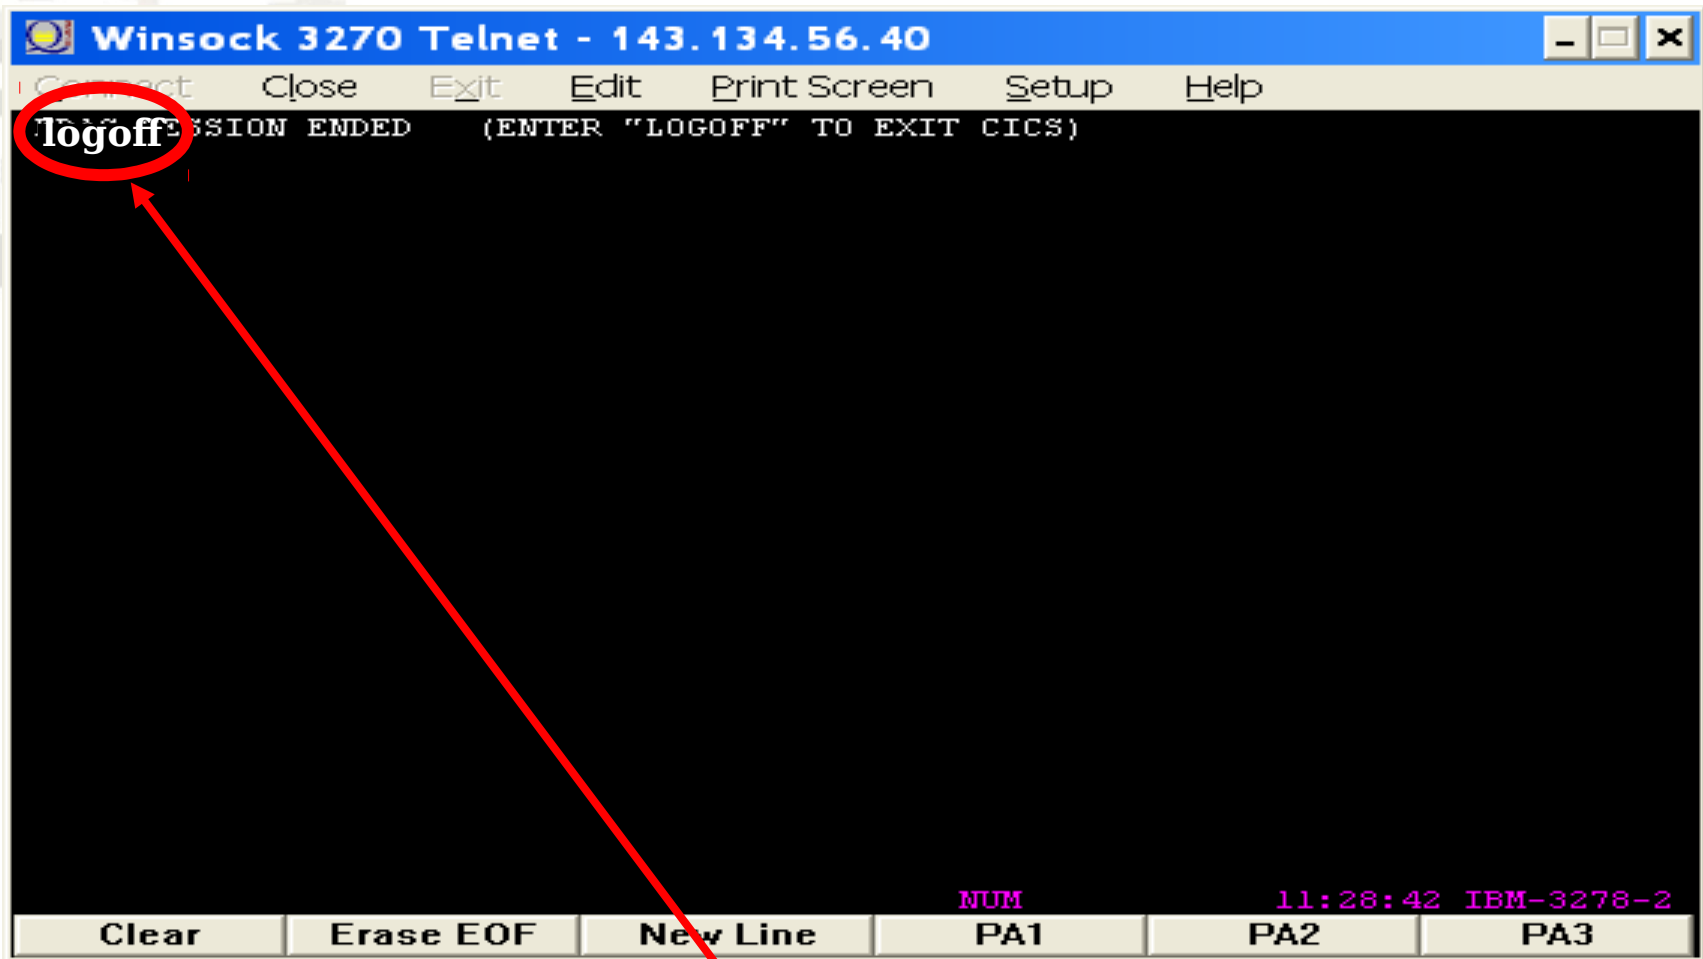 Winsock 3270 Telnet - 143.134.56.40
Connect Close Exit Edit Print Screen Setup Help
logoff SSION ENDED (ENTER "LOGOFF" TO EXIT CICS)
NUM 11:28:42 IBM-3278-2
Clear Erase EOF New Line PA1 PA2 PA3